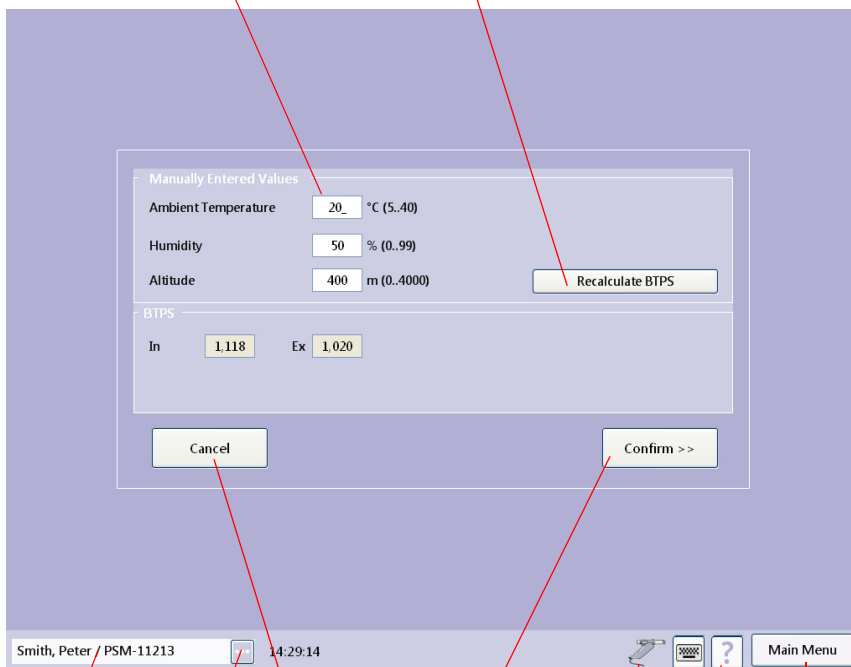 Manually Entered Values
Ambient Temperature 20_ °C (5..40)
Humidity 50 % (0..99)
Altitude 400 m (0..4000) Recalculate BTPS
BTPS
In 1,118 Ex 1,020
Cancel Confirm >>
Smith, Peter / PSM-11213 ... 14:29:14 ? Main Menu